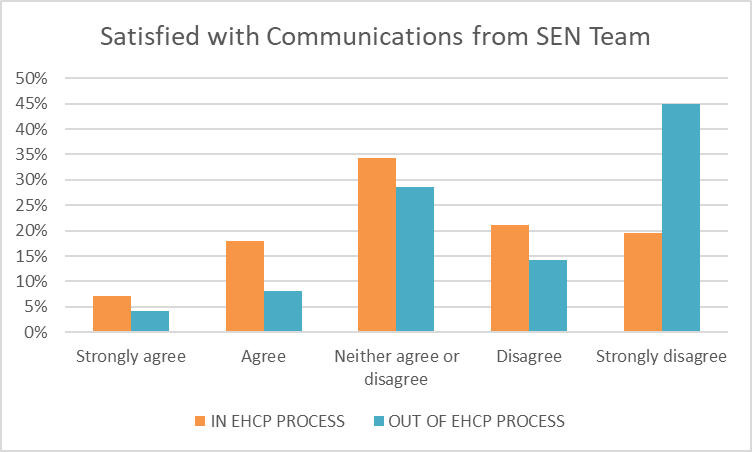 Satisfied with Communications from SEN Team
50%
45%
40%
35%
30%
25%
20%
15%
10%
5%
0%
Strongly agree
Agree
Neither agree or
disagree
Disagree
Strongly disagree
IN EHCP PROCESS
OUT OF EHCP PROCESS